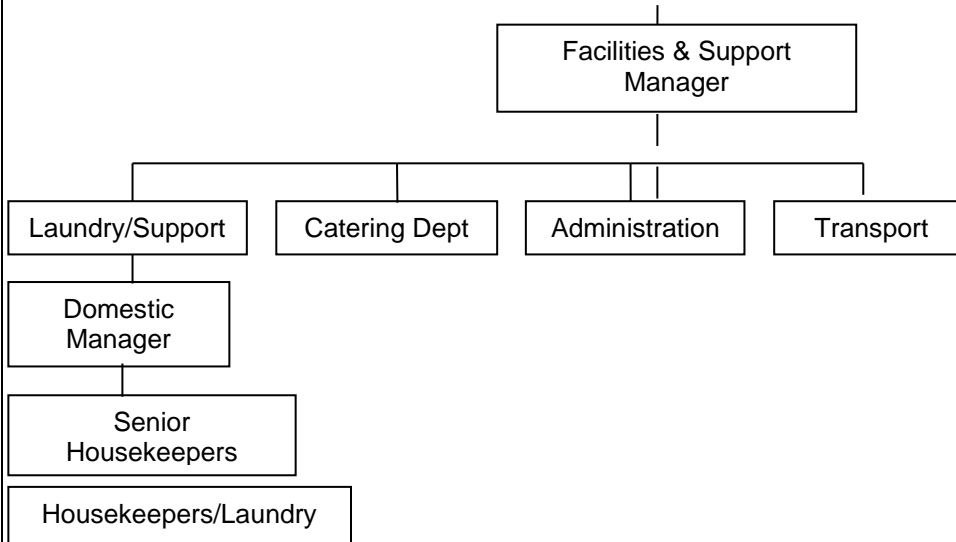 Facilities & Support
Manager
Laundry/Support
Catering Dept
Administration
Transport
Domestic
Manager
Senior
Housekeepers
Housekeepers/Laundry